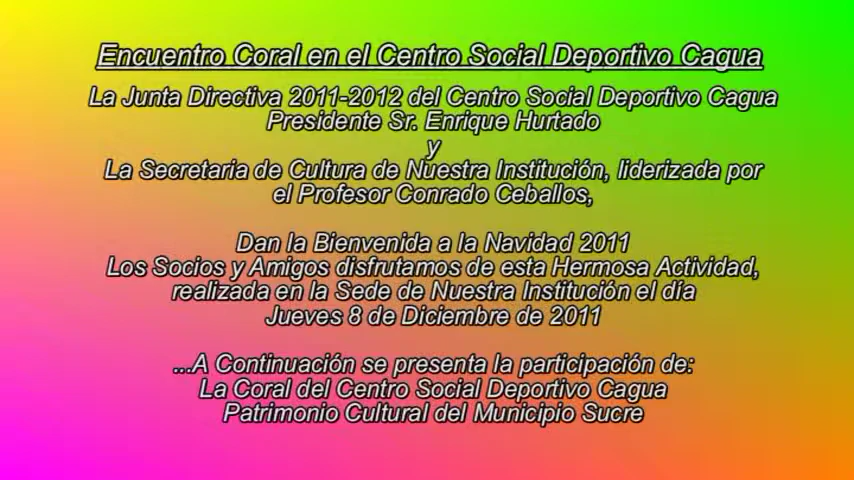 Encuentro Coral en el Centro Social Deportivo Cagua
La Junta Directiva 2011-2012 del Centro Social Deportivo Cagua
Presidente Sr. Enrique Hurtado
y
La Secretaria de Cultura de Nuestra Institución, liderizada por
el Profesor Conrado Ceballos,
Dan la Bienvenida a la Navidad 2011
Los Socios y Amigos disfrutamos de esta Hermosa Actividad,
realizada en la Sede de Nuestra Institución el día
Jueves 8 de Diciembre de 2011
...A Continuación se presenta la participación de:
La Coral del Centro Social Deportivo Cagua
Patrimonio Cultural del Municipio Sucre